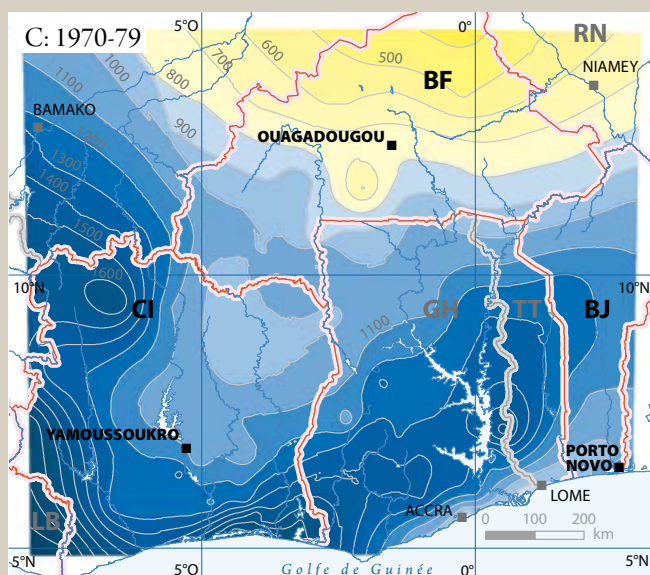 C: 1970-79
5°O
0°
RN
NIAMEY
1100
1000
800
700
600
500
BF
BAMAKO
900
OUAGADOUGOU
1300
1400
1500
1600
10°N
10°N
CI
1100
GH
TT
BJ
YAMOUSSOUKRO
PORTO
NOVO
LOME
ACCRA
LB
0 100 200
km
5°N
5°O
Golfe de Guinée
0°
5°N